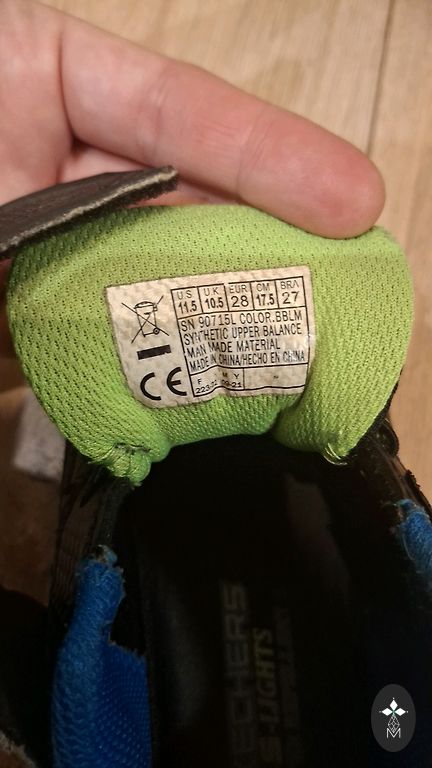 US UK EUR CM BRA
11.5 10.5 28 17.5 27
SN 90715L COLOR.BBLM
SYNTHETIC UPPER BALANCE
MAN MADE MATERIAL
MADE IN CHINA/HECHO EN CHINA
CE
F M Y
SKECHERS
S-LIGHTS
M